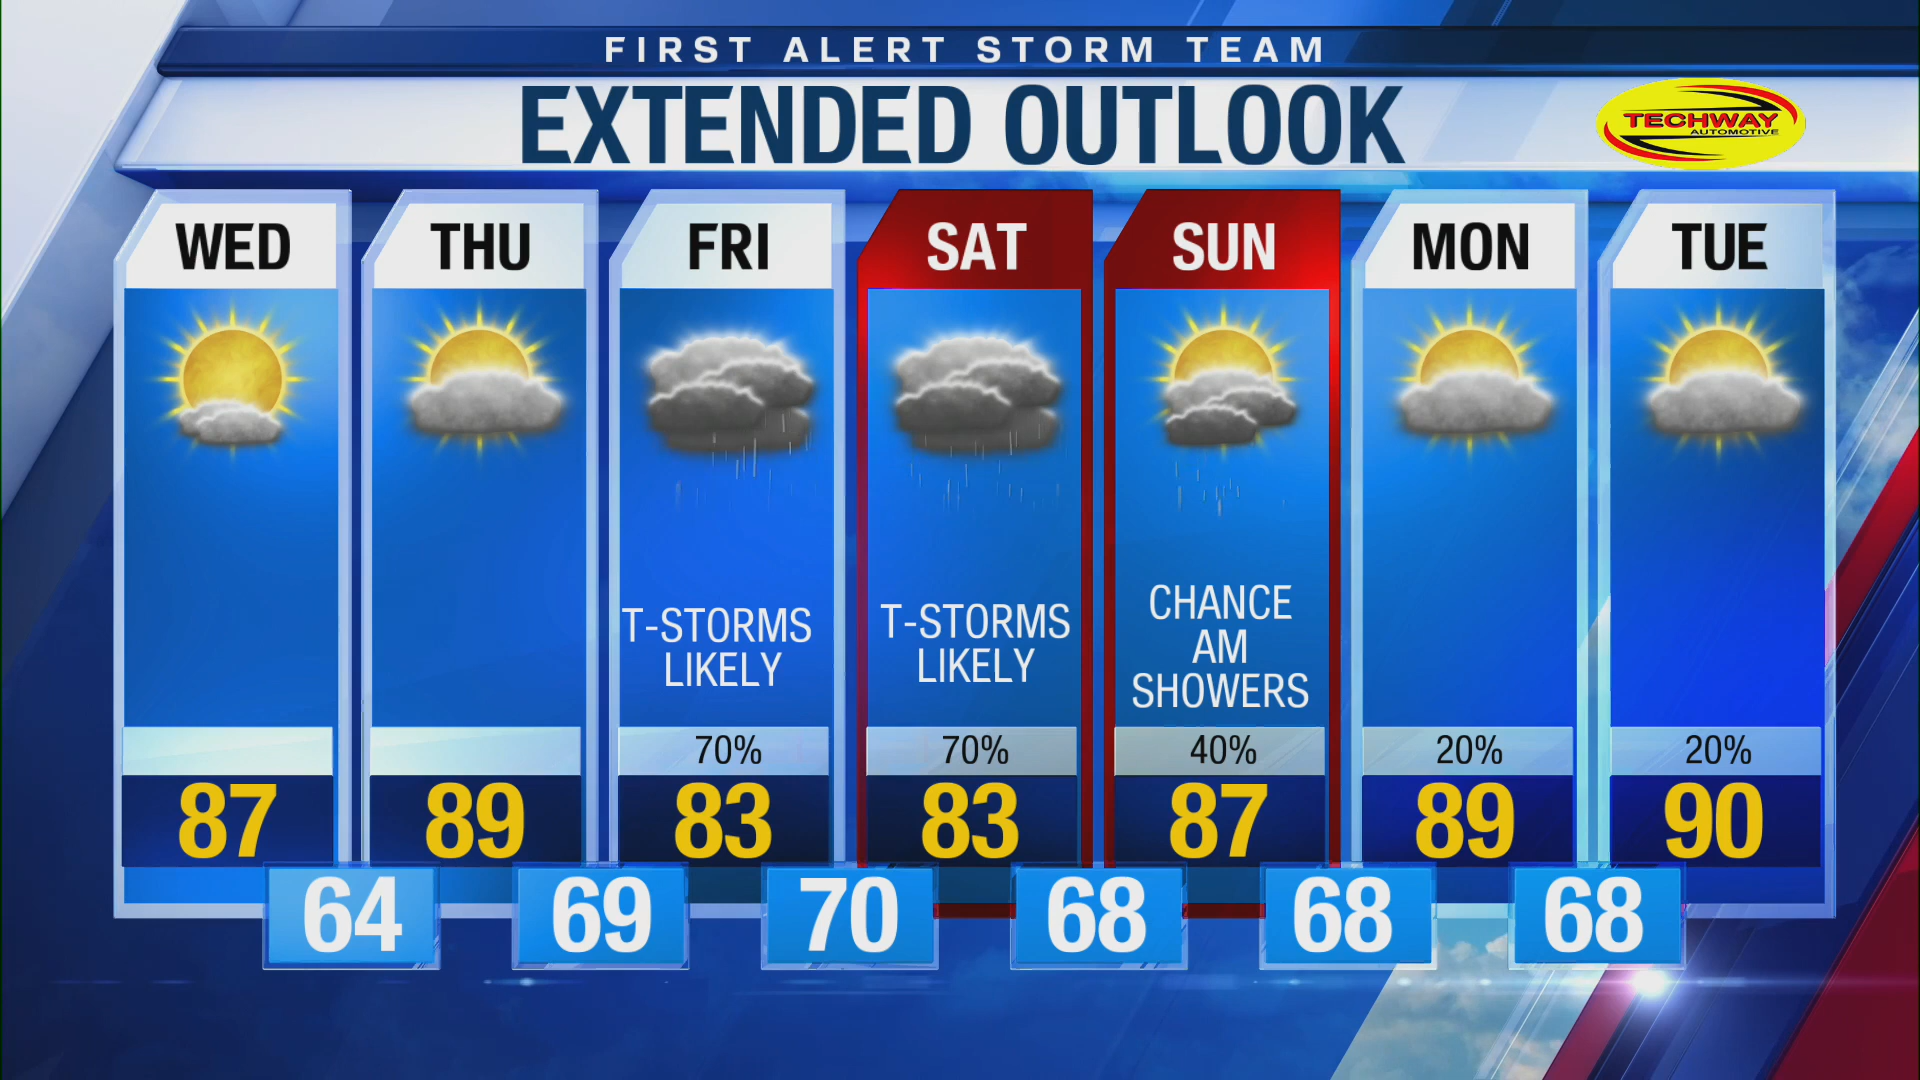 FIRST ALERT STORM TEAM
EXTENDED OUTLOOK
TECHWAY
AUTOMOTIVE
WED
THU
FRI
SAT
SUN
MON
TUE
T-STORMS
LIKELY
T-STORMS
LIKELY
CHANCE
AM
SHOWERS
70%
70%
40%
20%
20%
87
89
83
83
87
89
90
64
69
70
68
68
68